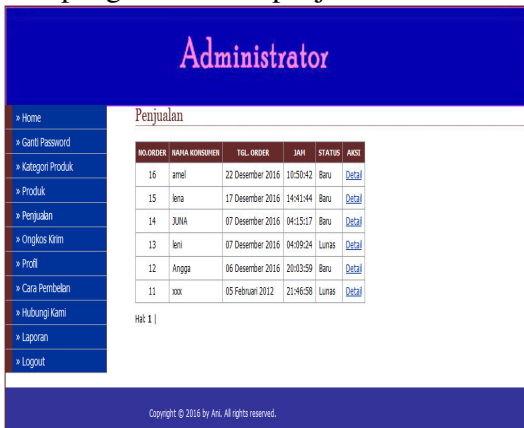 Administrator
» Home
» Ganti Password
» Kategori Produk
» Produk
» Penjualan
» Ongkos Kirim
» Profil
» Cara Pembelian
» Hubungi Kami
» Laporan
» Logout
Penjualan
NO.ORDER NAMA KONSUMEN TGL. ORDER JAM STATUS AKSI
16 amel 22 Desember 2016 10:50:42 Baru Detail
15 lena 17 Desember 2016 14:41:44 Baru Detail
14 JUNA 07 Desember 2016 04:15:17 Baru Detail
13 leni 07 Desember 2016 04:09:24 Lunas Detail
12 Angga 06 Desember 2016 20:03:59 Baru Detail
11 xxx 05 Februari 2012 21:46:58 Lunas Detail
Hal: 1 |
Copyright © 2016 by Ani. All rights reserved.